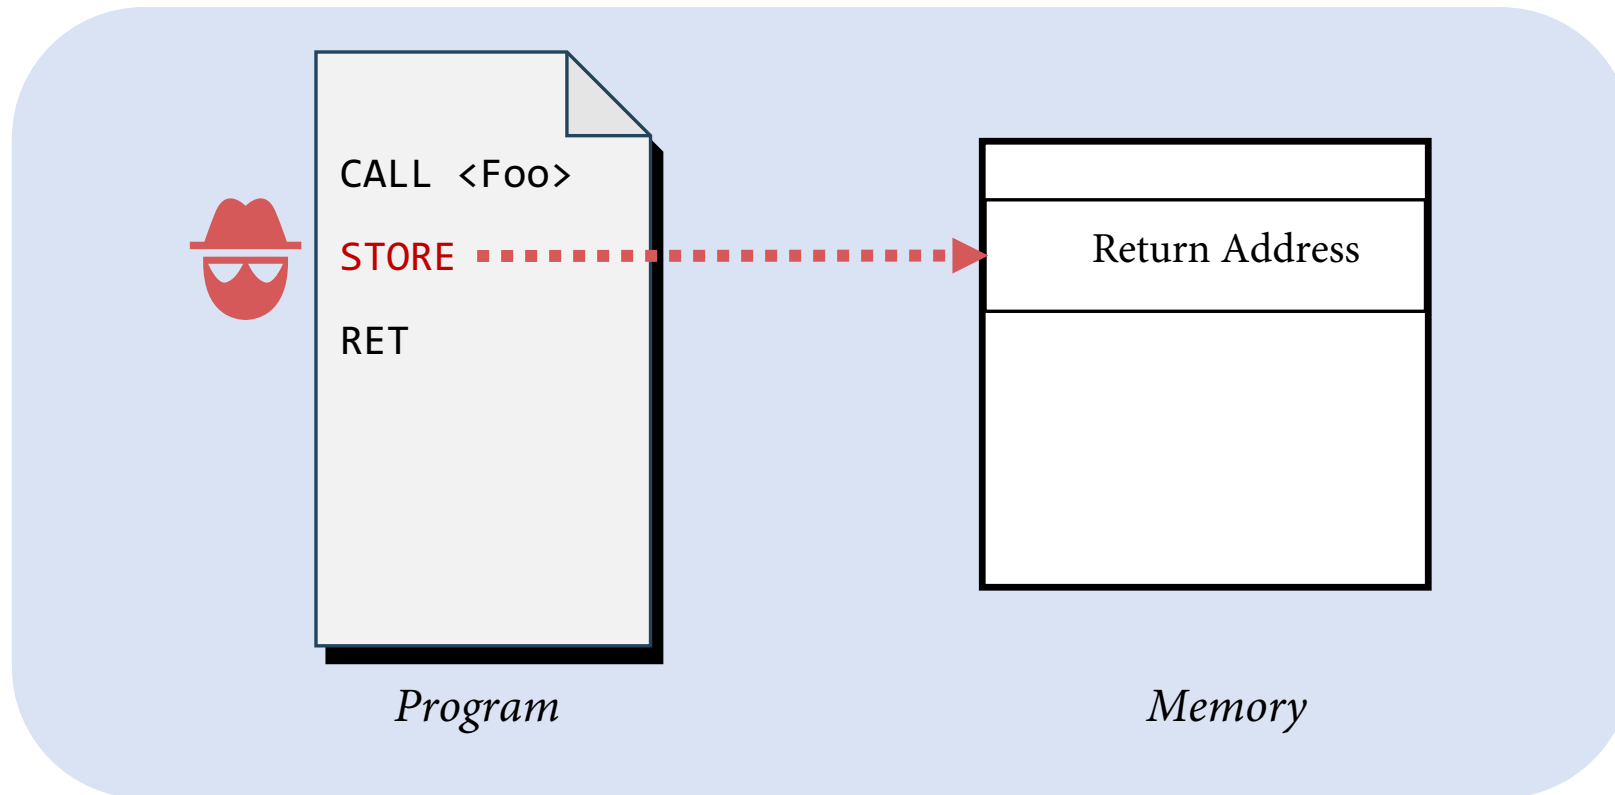 CALL <Foo>
STORE
RET
Return Address
Program
Memory